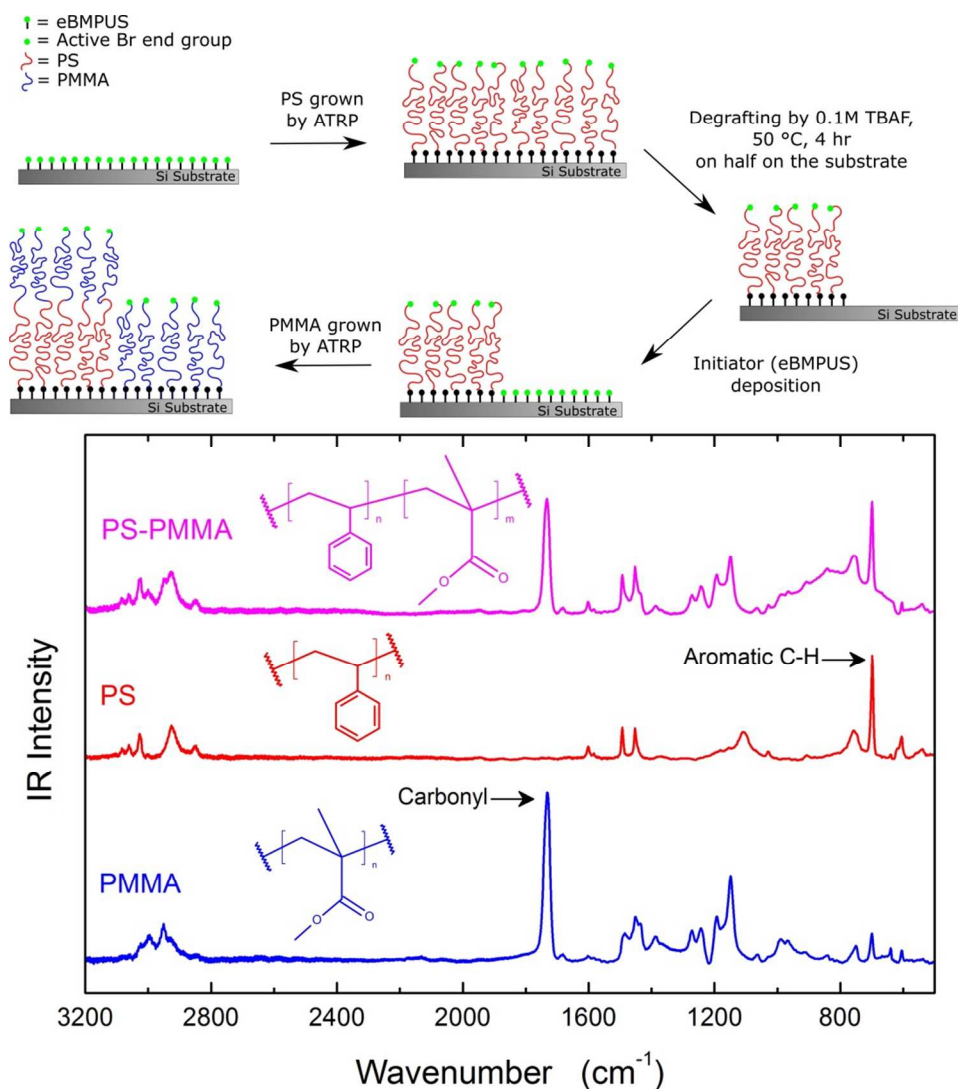 = eBMPUS
= Active Br end group
= PS
= PMMA
PS grown
by ATRP
Si Substrate
Si Substrate
Degrafting by 0.1M TBAF,
50 °C, 4 hr
on half on the substrate
Si Substrate
Initiator (eBMPUS)
deposition
Si Substrate
PMMA grown
by ATRP
Si Substrate
PS-PMMA
n
m
O
O
PS
n
Aromatic C-H
Carbonyl
PMMA
n
O
O
IR Intensity
3200 2800 2400 2000 1600 1200 800
Wavenumber (cm⁻¹)